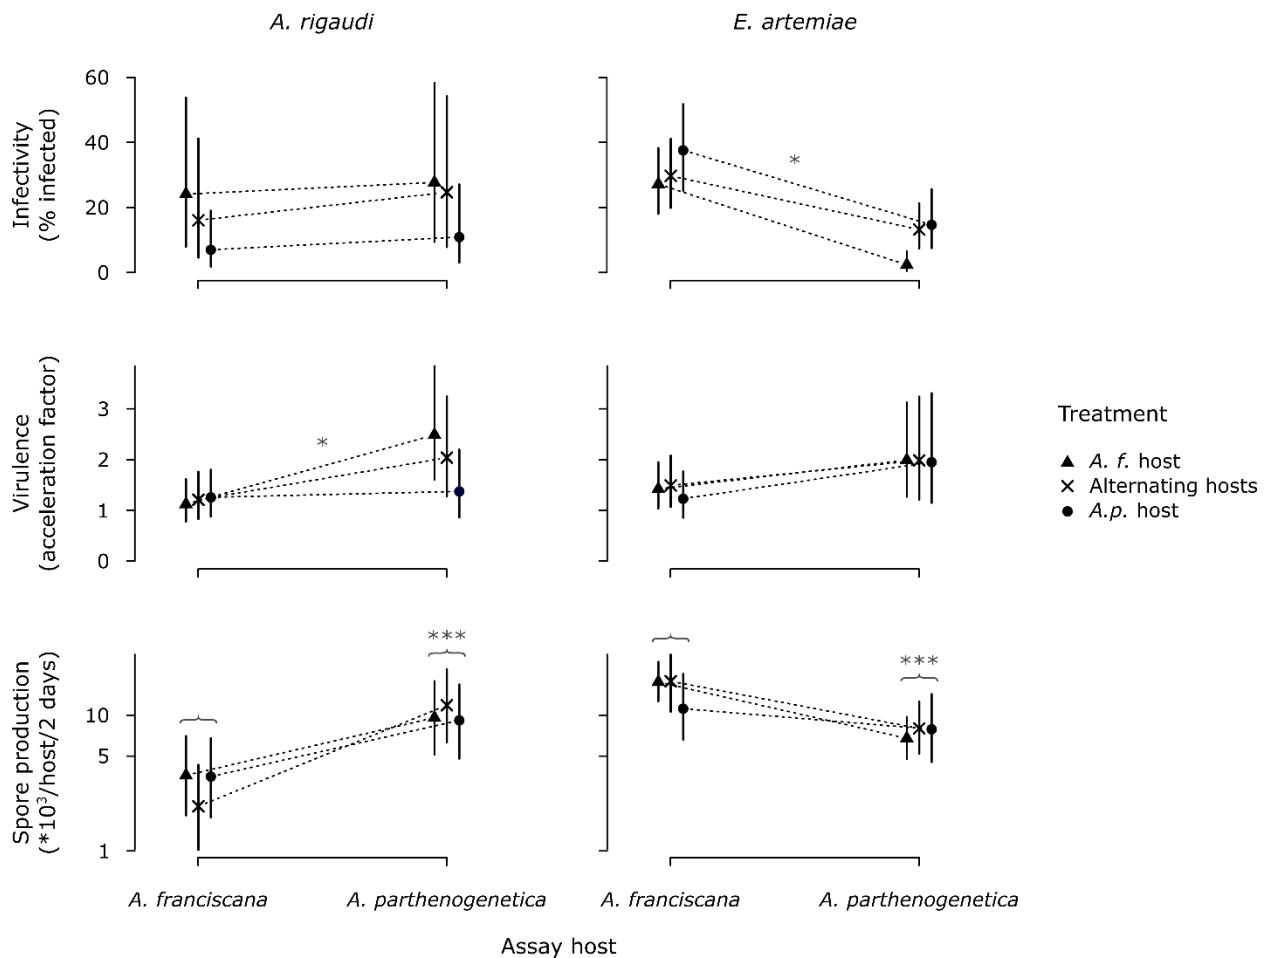 A. rigaudi
E. artemiae
Infectivity
(% infected)
60
40
20
0
*
Virulence
(acceleration factor)
3
2
1
0
*
Treatment
A. f. host
Alternating hosts
A.p. host
Spore production
(*10³/host/2 days)
10
5
1
***
***
A. franciscana
A. parthenogenetica
A. franciscana
A. parthenogenetica
Assay host